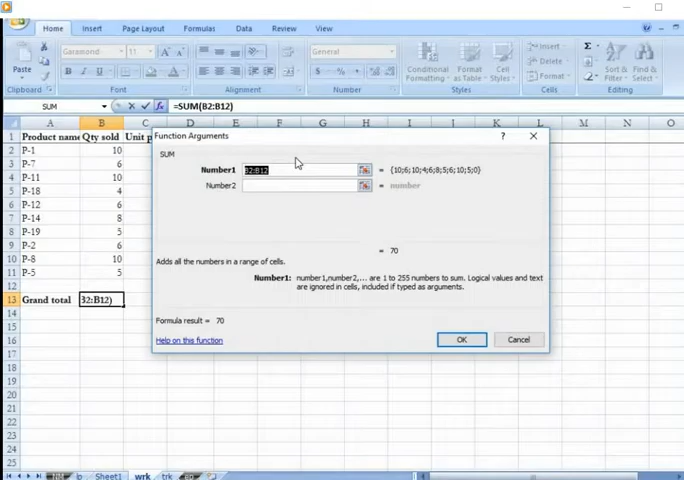 Home Insert Page Layout Formulas Data Review View
Paste
Garamond 11 A A
General
Conditional Formatting
Format as Table
Cell Styles
Insert
Delete
Format
Sort & Filter
Find & Select
B I U
$ % ,
Clipboard Font Alignment Number Styles Cells Editing
SUM =SUM(B2:B12)
A B C D E F G H I J K L M N O
1 Product name Qty sold Unit p
2 P-1 10
3 P-7 6
4 P-11 10
5 P-18 4
6 P-12 6
7 P-14 8
8 P-19 5
9 P-2 6
10 P-8 10
11 P-5 5
12
13 Grand total 32:B12)
14
15
16
17
18
19
20
21
22
23
24
25
Function Arguments
SUM
Number1 B2:B12 = {10;6;10;4;6;8;5;6;10;5;0}
Number2 = number
= 70
Adds all the numbers in a range of cells.
Number1: number1,number2,... are 1 to 255 numbers to sum. Logical values and text
are ignored in cells, included if typed as arguments.
Formula result = 70
Help on this function OK Cancel
Sheet1 wrk trk